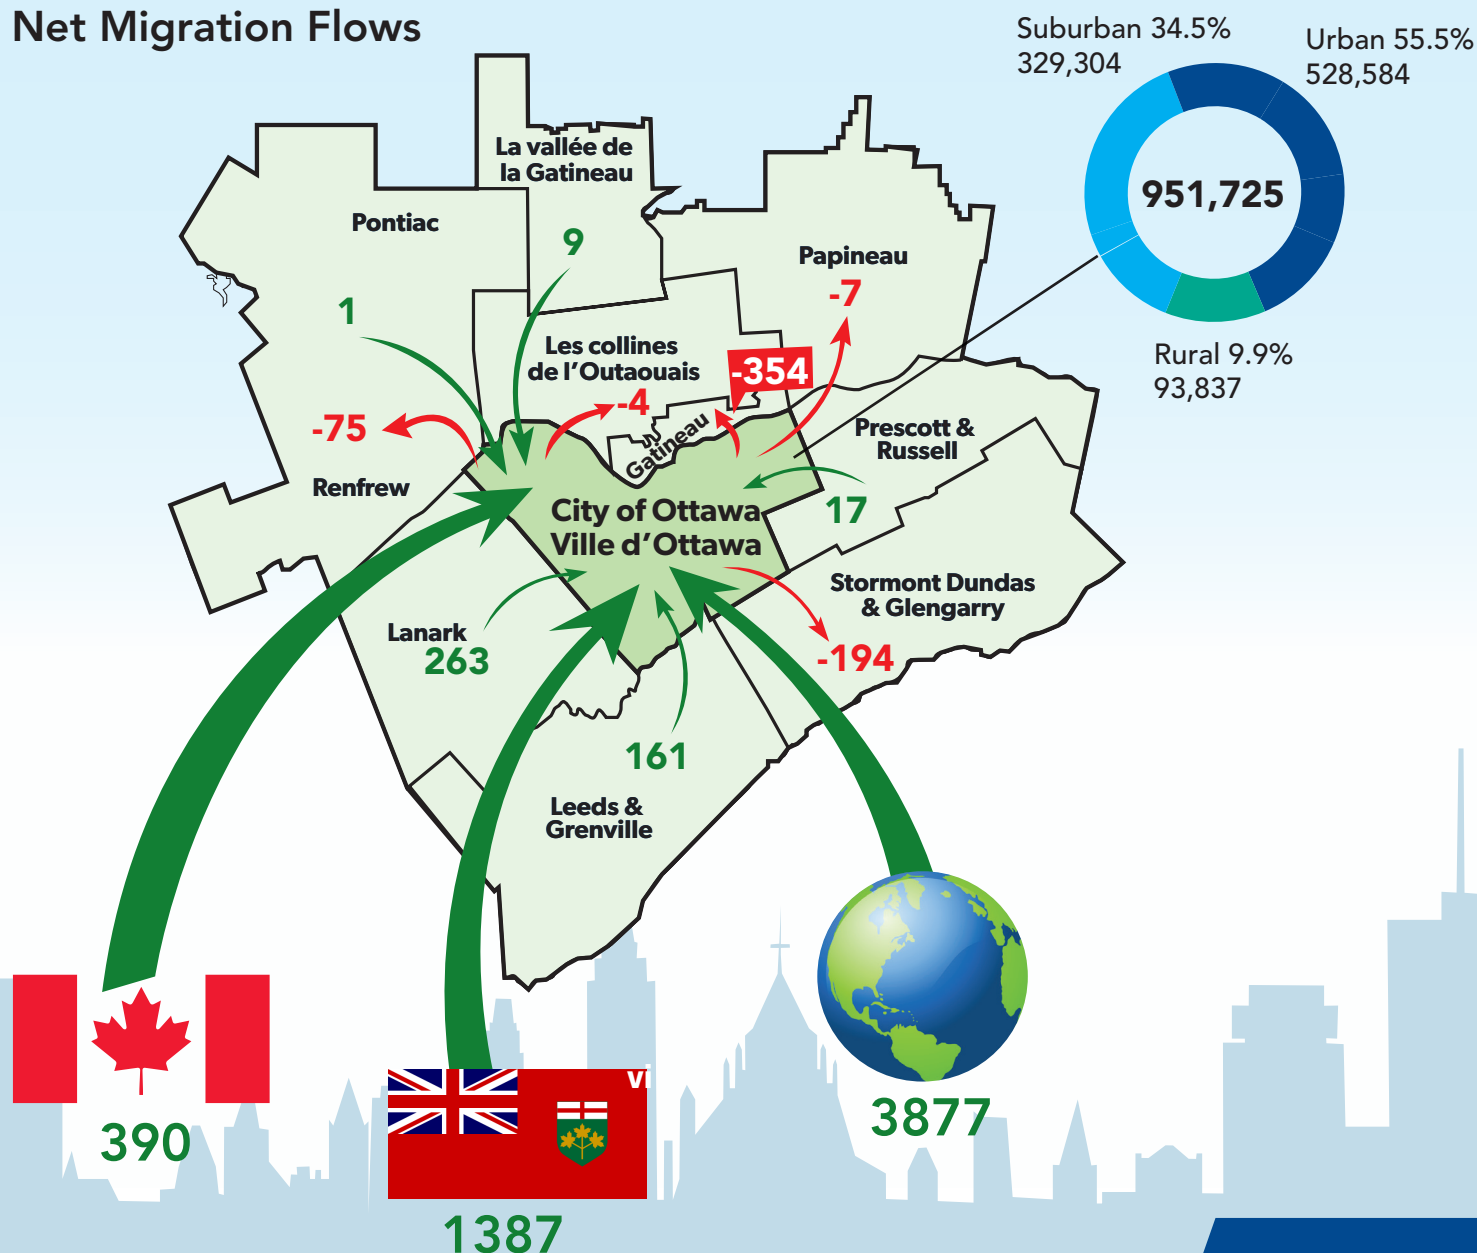 Net Migration Flows
Suburban 34.5%
329,304
Urban 55.5%
528,584
951,725
Rural 9.9%
93,837
La vallée de
la Gatineau
9
Pontiac
1
Papineau
-7
Les collines
de l’Outaouais
-4
-354
Gatineau
-75
Renfrew
Prescott &
Russell
17
City of Ottawa
Ville d’Ottawa
Stormont Dundas
& Glengarry
-194
Lanark
263
161
Leeds &
Grenville
390
vi
1387
3877